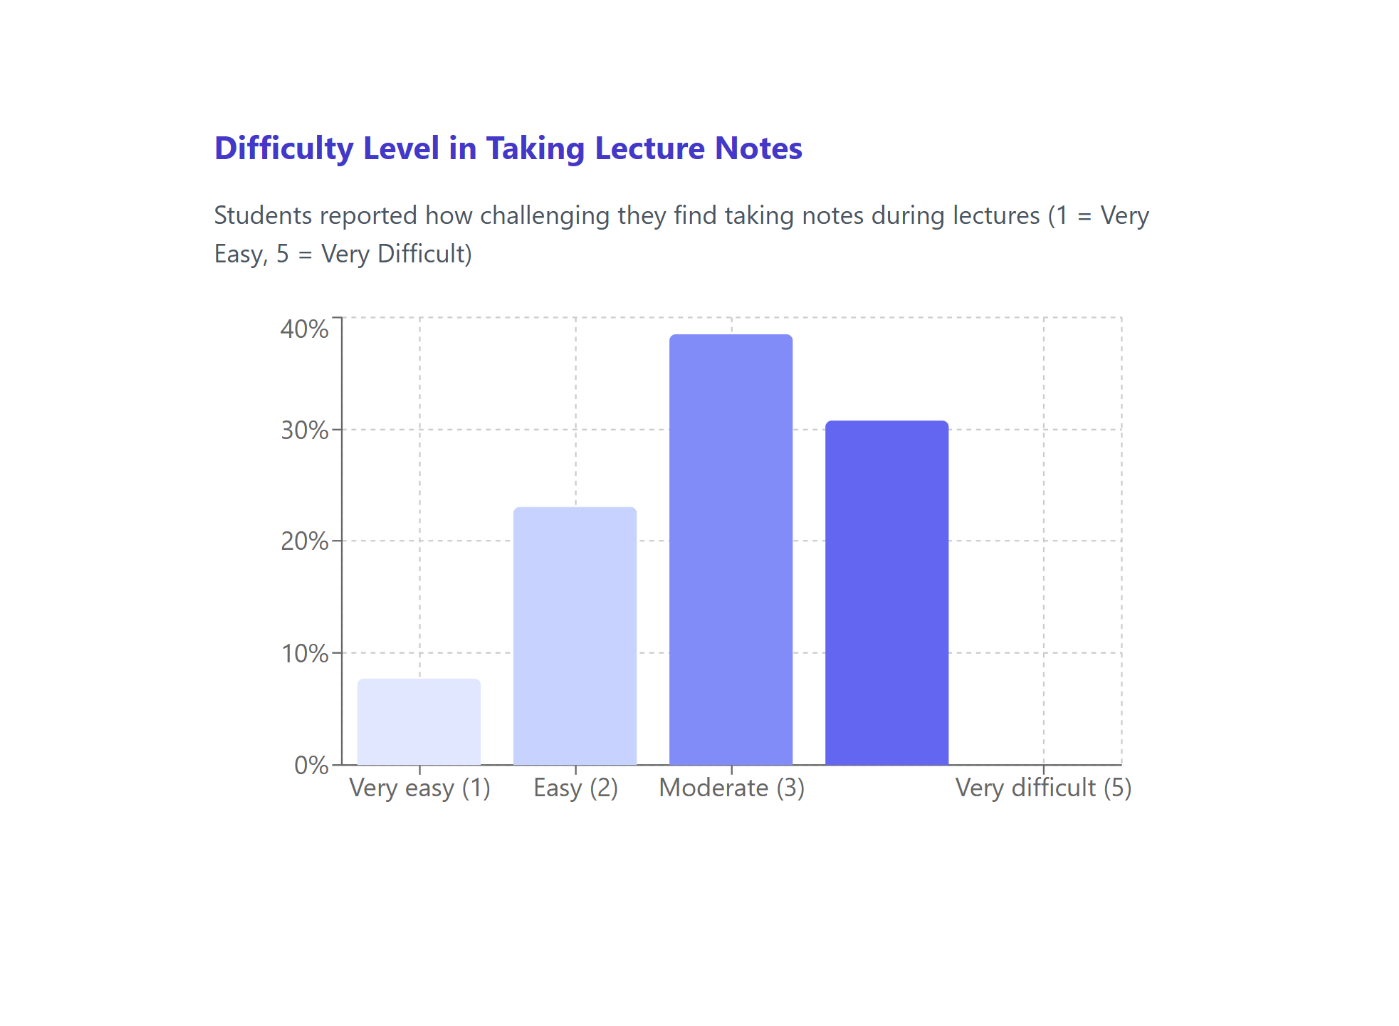 Difficulty Level in Taking Lecture Notes
Students reported how challenging they find taking notes during lectures (1 = Very
Easy, 5 = Very Difficult)
40%
30%
20%
10%
0%
Very easy (1) Easy (2) Moderate (3) Very difficult (5)